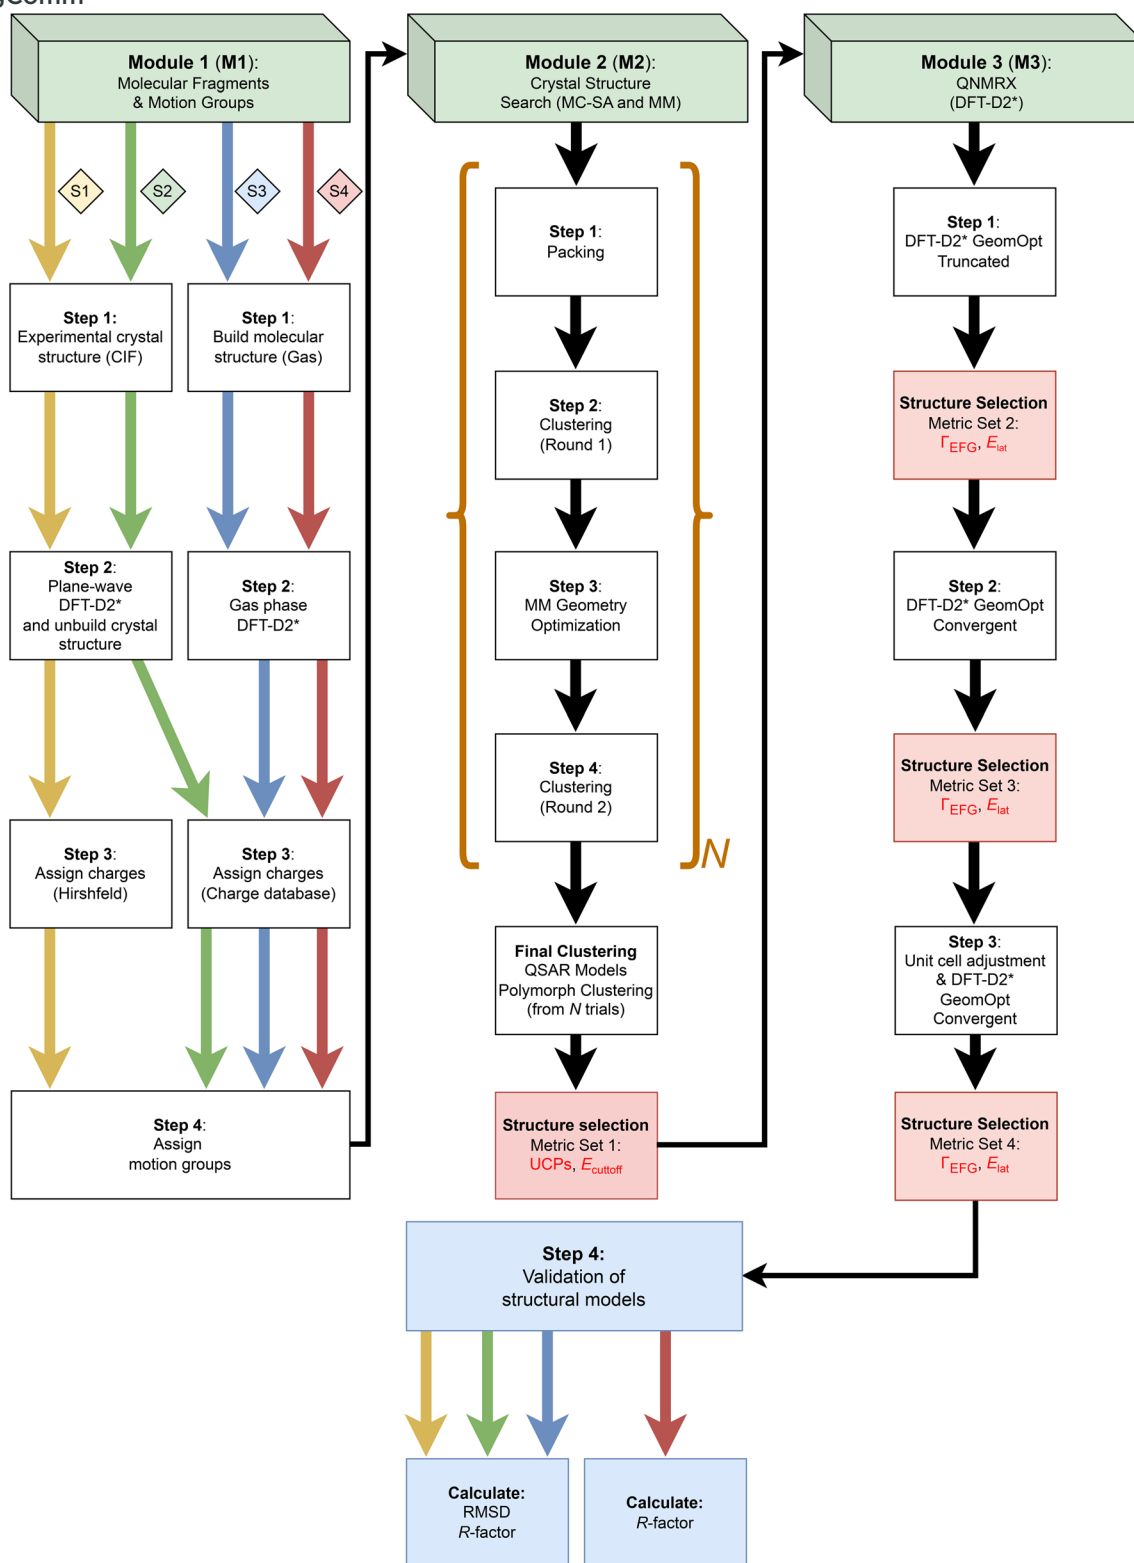 Module 1 (M1):
Molecular Fragments
& Motion Groups
S1
S2
S3
S4
Step 1:
Experimental crystal
structure (CIF)
Step 1:
Build molecular
structure (Gas)
Step 2:
Plane-wave
DFT-D2*
and unbuild crystal
structure
Step 2:
Gas phase
DFT-D2*
Step 3:
Assign charges
(Hirshfeld)
Step 3:
Assign charges
(Charge database)
Step 4:
Assign
motion groups
Module 2 (M2):
Crystal Structure
Search (MC-SA and MM)
Step 1:
Packing
Step 2:
Clustering
(Round 1)
Step 3:
MM Geometry
Optimization
Step 4:
Clustering
(Round 2)
N
Final Clustering
QSAR Models
Polymorph Clustering
(from N trials)
Structure selection
Metric Set 1:
UCPs, E_cuttoff
Module 3 (M3):
QNMRX
(DFT-D2*)
Step 1:
DFT-D2* GeomOpt
Truncated
Structure Selection
Metric Set 2:
Γ_EFG, E_lat
Step 2:
DFT-D2* GeomOpt
Convergent
Structure Selection
Metric Set 3:
Γ_EFG, E_lat
Step 3:
Unit cell adjustment
& DFT-D2*
GeomOpt
Convergent
Structure Selection
Metric Set 4:
Γ_EFG, E_lat
Step 4:
Validation of
structural models
Calculate:
RMSD
R-factor
Calculate:
R-factor